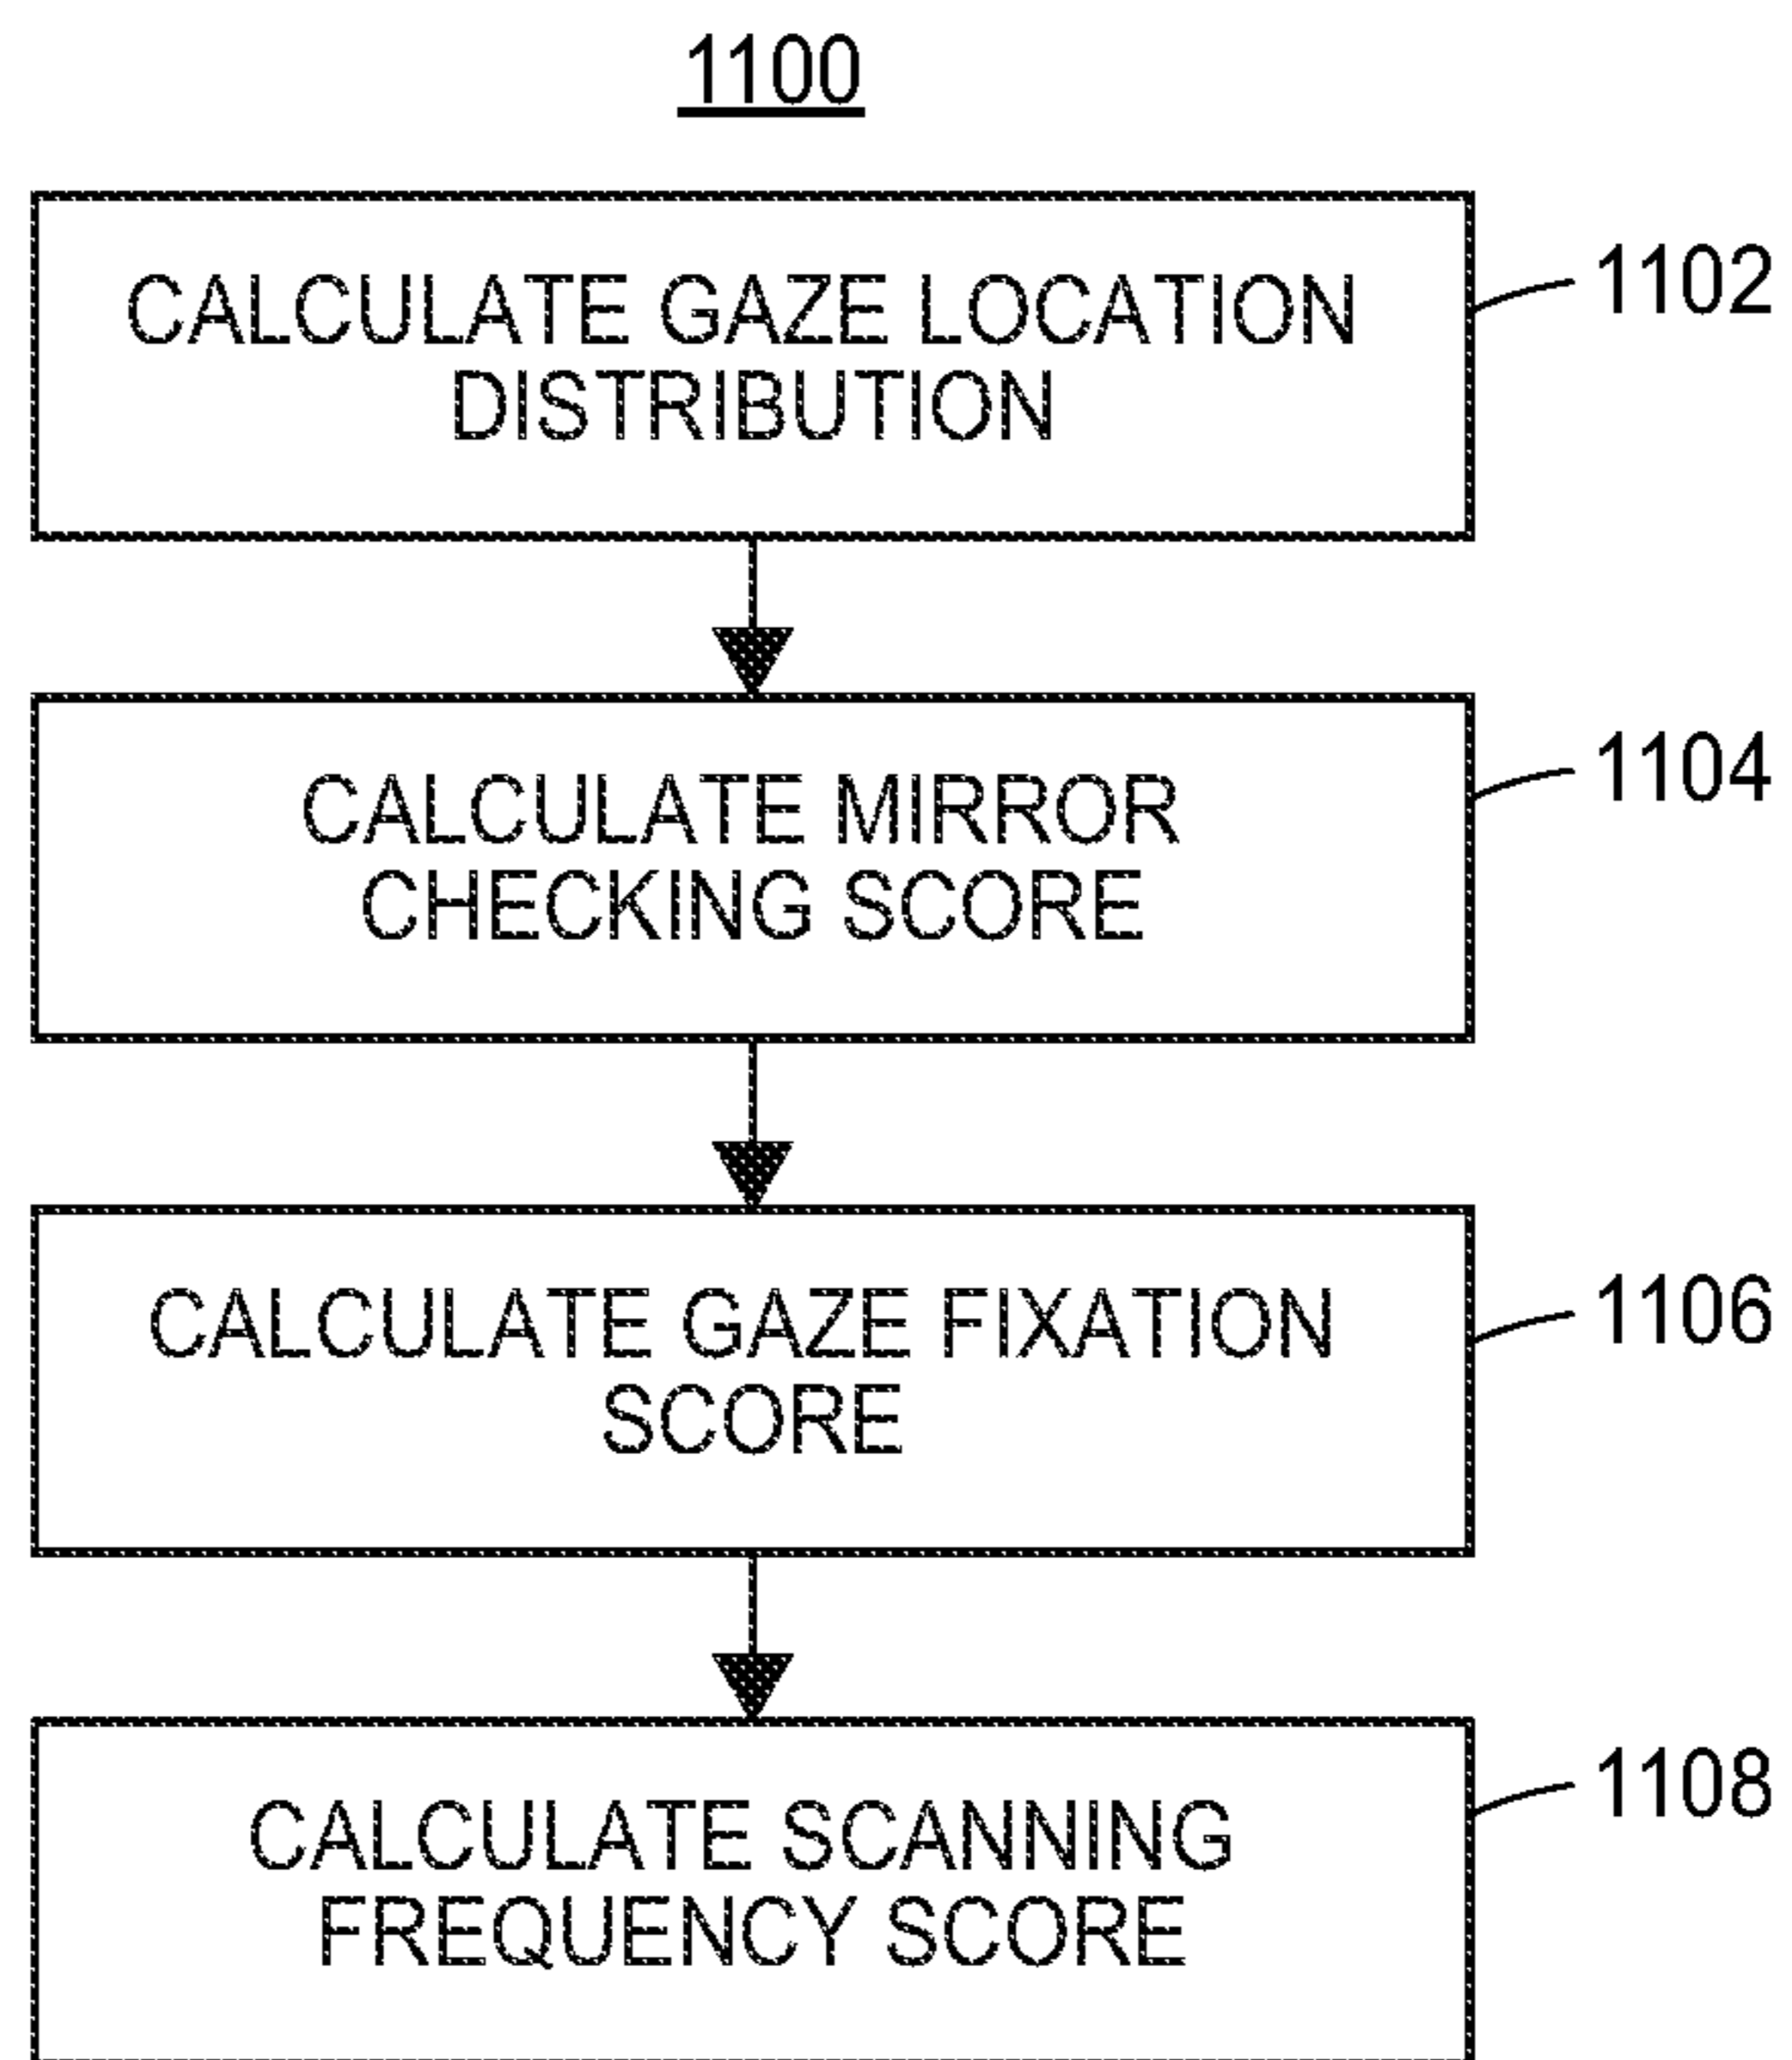 1100
CALCULATE GAZE LOCATION
DISTRIBUTION
1102
CALCULATE MIRROR
CHECKING SCORE
1104
CALCULATE GAZE FIXATION
SCORE
1106
CALCULATE SCANNING
FREQUENCY SCORE
1108